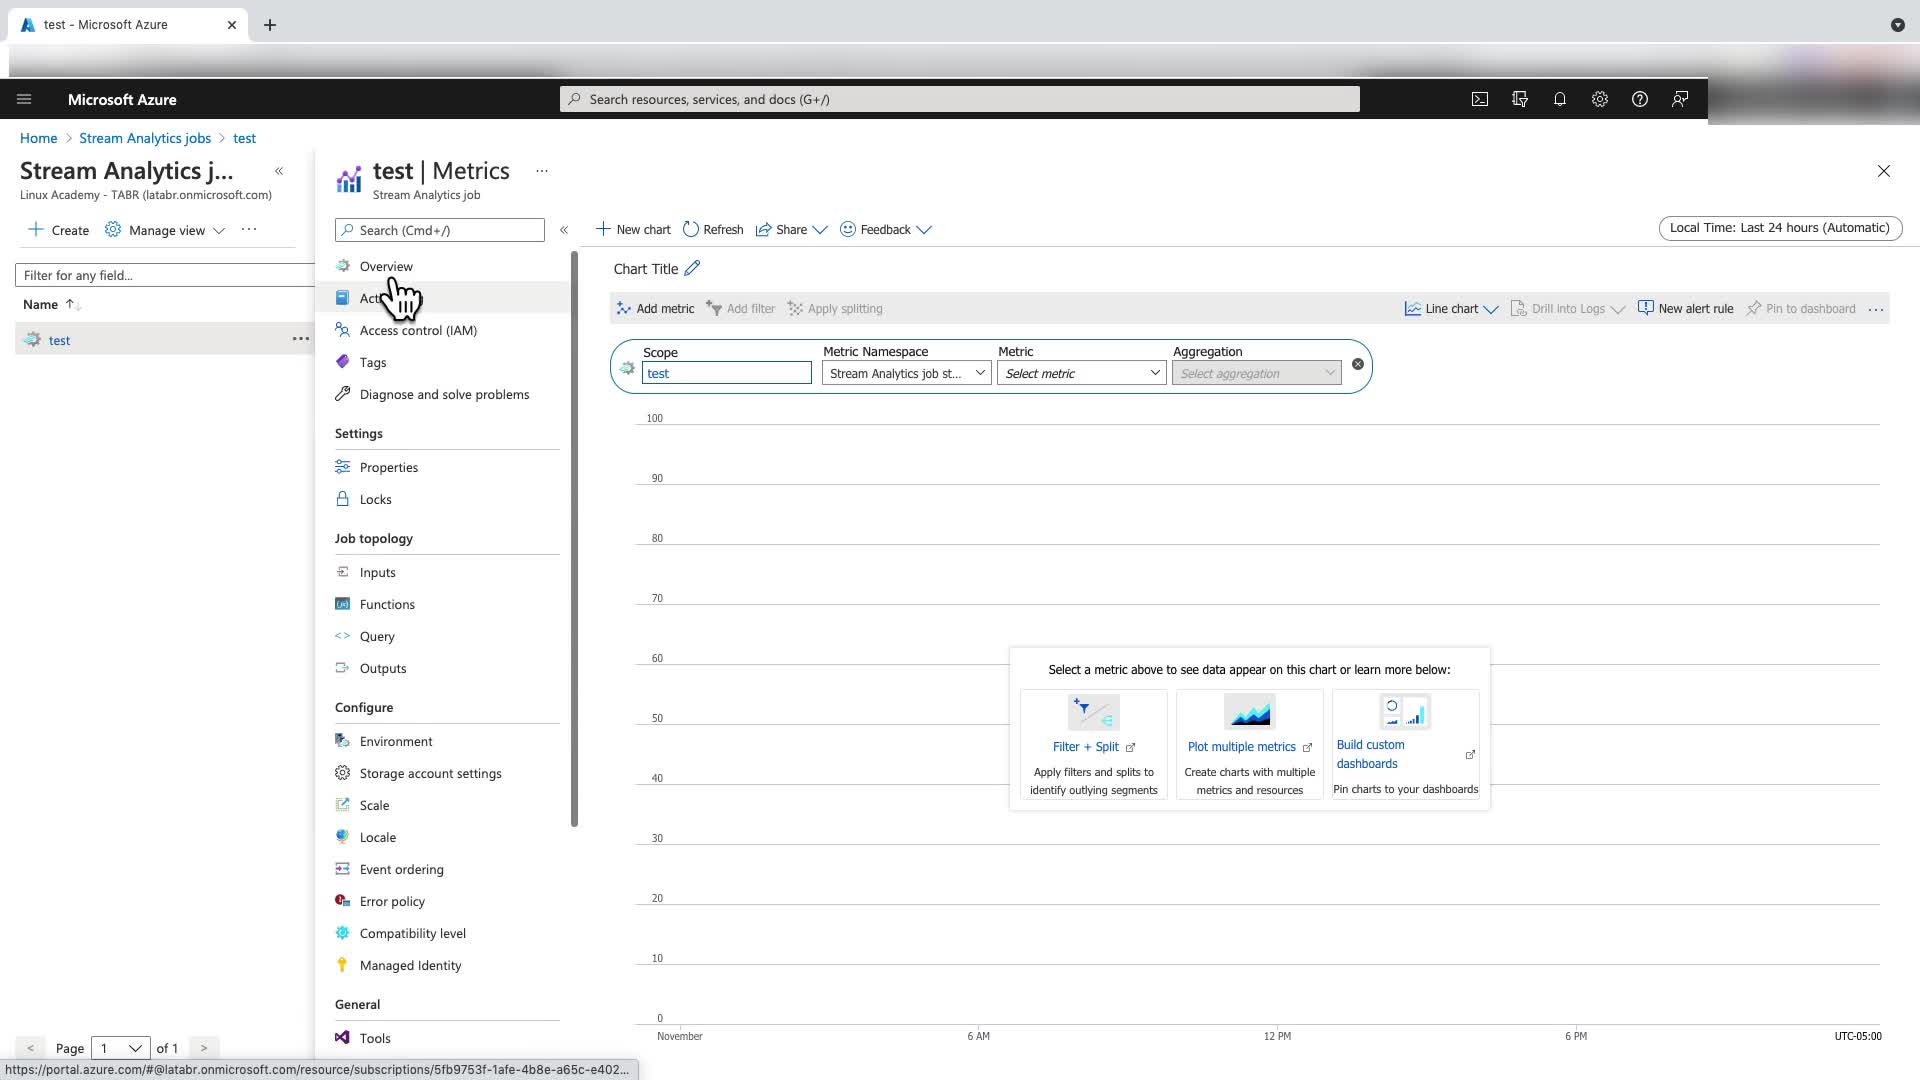 test - Microsoft Azure
Microsoft Azure
Search resources, services, and docs (G+/)
Home > Stream Analytics jobs > test
Stream Analytics j... «
Linux Academy - TABR (latabr.onmicrosoft.com)
Create Manage view ...
Filter for any field...
Name
test ...
Page 1 of 1
test | Metrics ...
Stream Analytics job
Search (Cmd+/) «
Overview
Access control (IAM)
Tags
Diagnose and solve problems
Settings
Properties
Locks
Job topology
Inputs
Functions
Query
Outputs
Configure
Environment
Storage account settings
Scale
Locale
Event ordering
Error policy
Compatibility level
Managed Identity
General
Tools
New chart Refresh Share Feedback
Local Time: Last 24 hours (Automatic)
Chart Title
Add metric Add filter Apply splitting
Line chart Drill into Logs New alert rule Pin to dashboard ...
Scope Metric Namespace Metric Aggregation
test Stream Analytics job st... Select metric Select aggregation
100
90
80
70
60
50
40
30
20
10
0
Select a metric above to see data appear on this chart or learn more below:
Filter + Split
Apply filters and splits to
identify outlying segments
Plot multiple metrics
Create charts with multiple
metrics and resources
Build custom
dashboards
Pin charts to your dashboards
November 6 AM 12 PM 6 PM UTC-05:00
https://portal.azure.com/#@latabr.onmicrosoft.com/resource/subscriptions/5fb9753f-1afe-4b8e-a65c-e402...